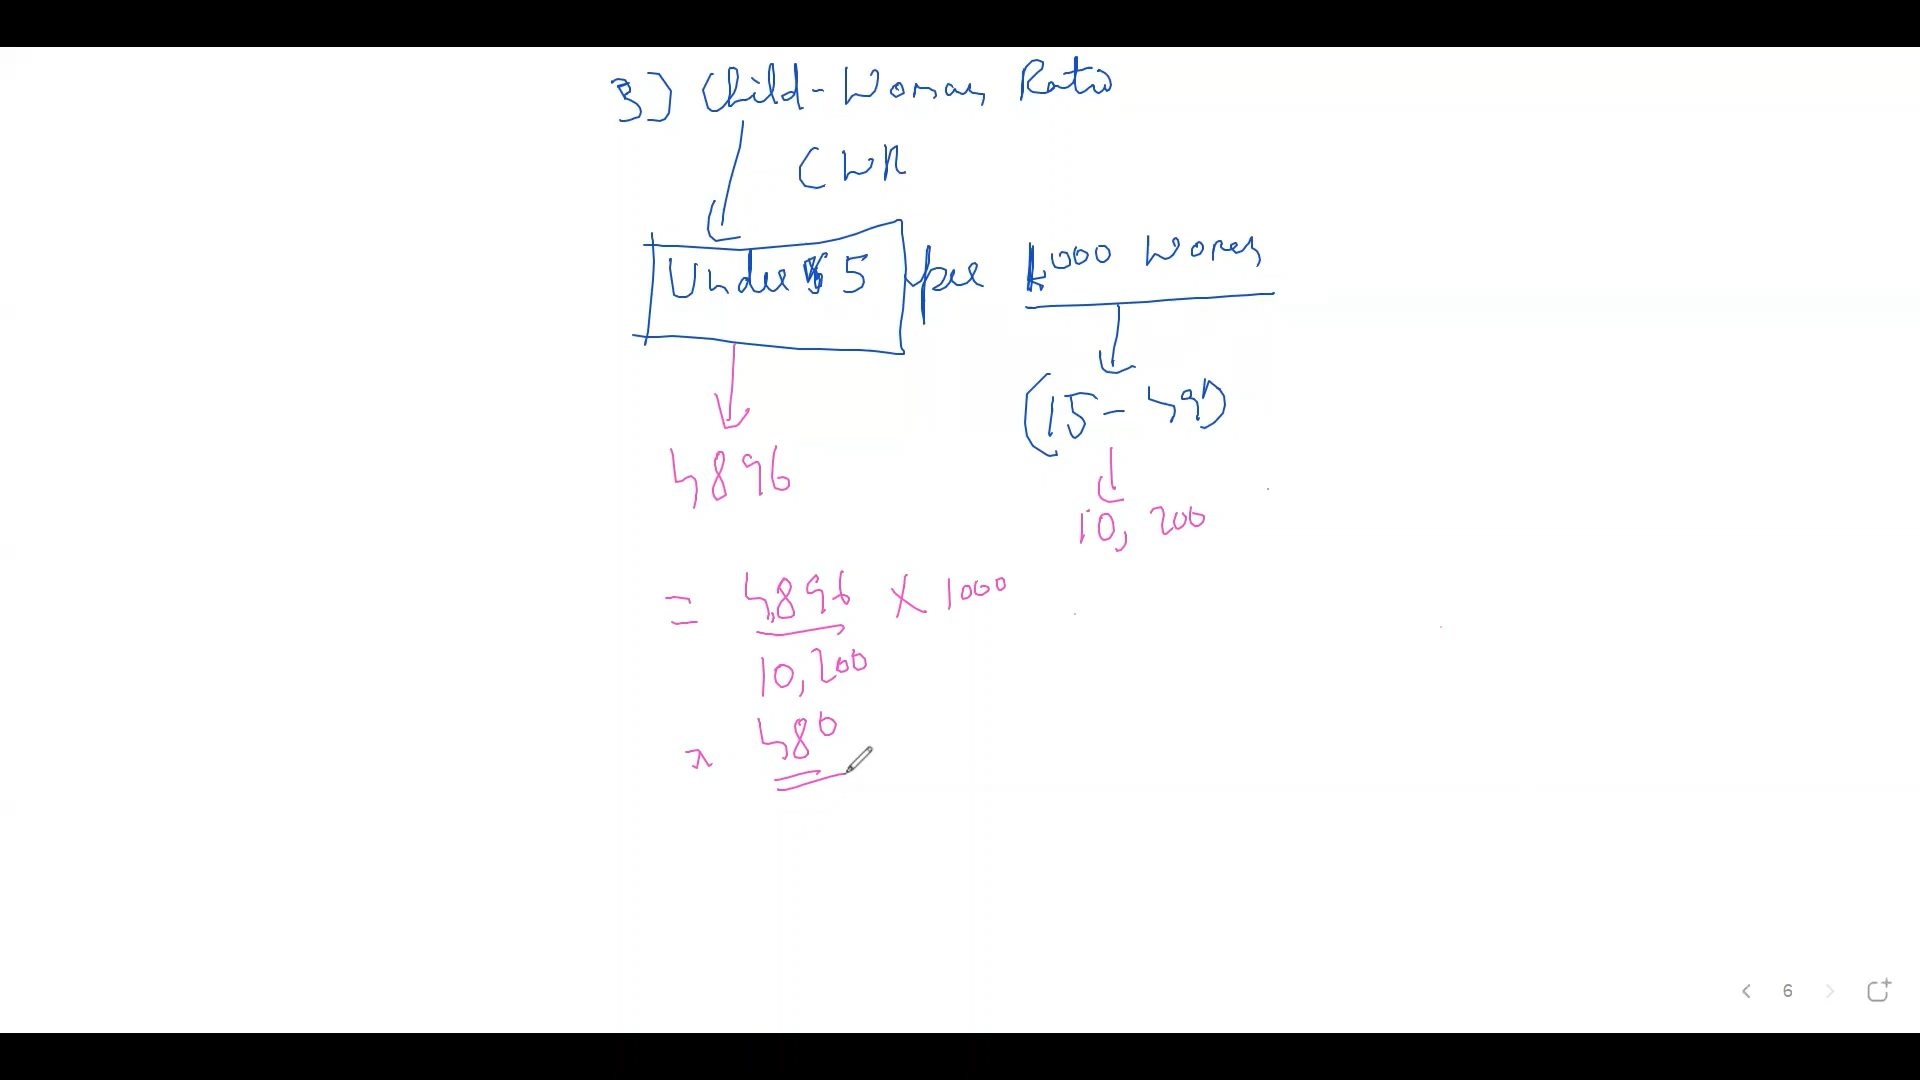 3) Child-Woman Ratio
CWR
Under 5 per 1000 Women
(15-49)
4896
10,200
= 4,896 X 1000
10,200
= 480
6